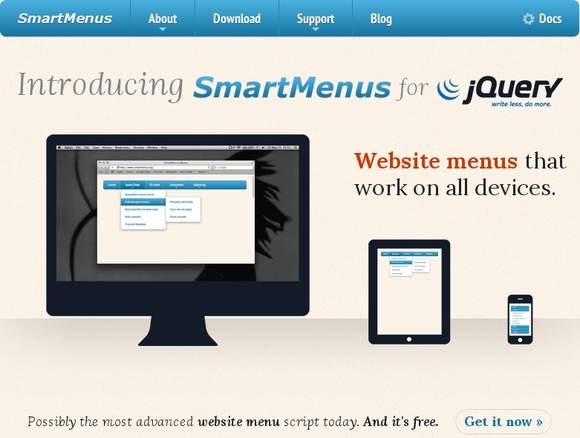 SmartMenus About Download Support Blog Docs
Introducing SmartMenus for jQuery
write less, do more.
Website menus that
work on all devices.
Possibly the most advanced website menu script today. And it's free. Get it now »